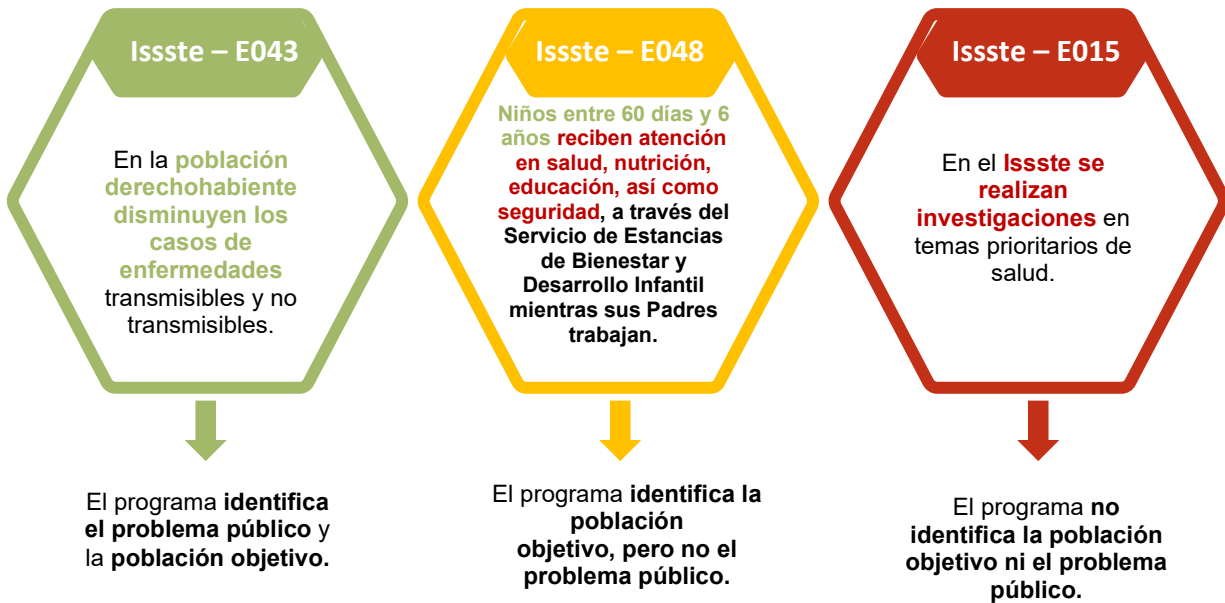 Issste – E043
En la población
derechohabiente
disminuyen los
casos de
enfermedades
transmisibles y no
transmisibles.
El programa identifica
el problema público y
la población objetivo.
Issste – E048
Niños entre 60 días y 6
años reciben atención
en salud, nutrición,
educación, así como
seguridad, a través del
Servicio de Estancias
de Bienestar y
Desarrollo Infantil
mientras sus Padres
trabajan.
El programa identifica la
población
objetivo, pero no el
problema público.
Issste – E015
En el Issste se
realizan
investigaciones en
temas prioritarios de
salud.
El programa no
identifica la población
objetivo ni el problema
público.